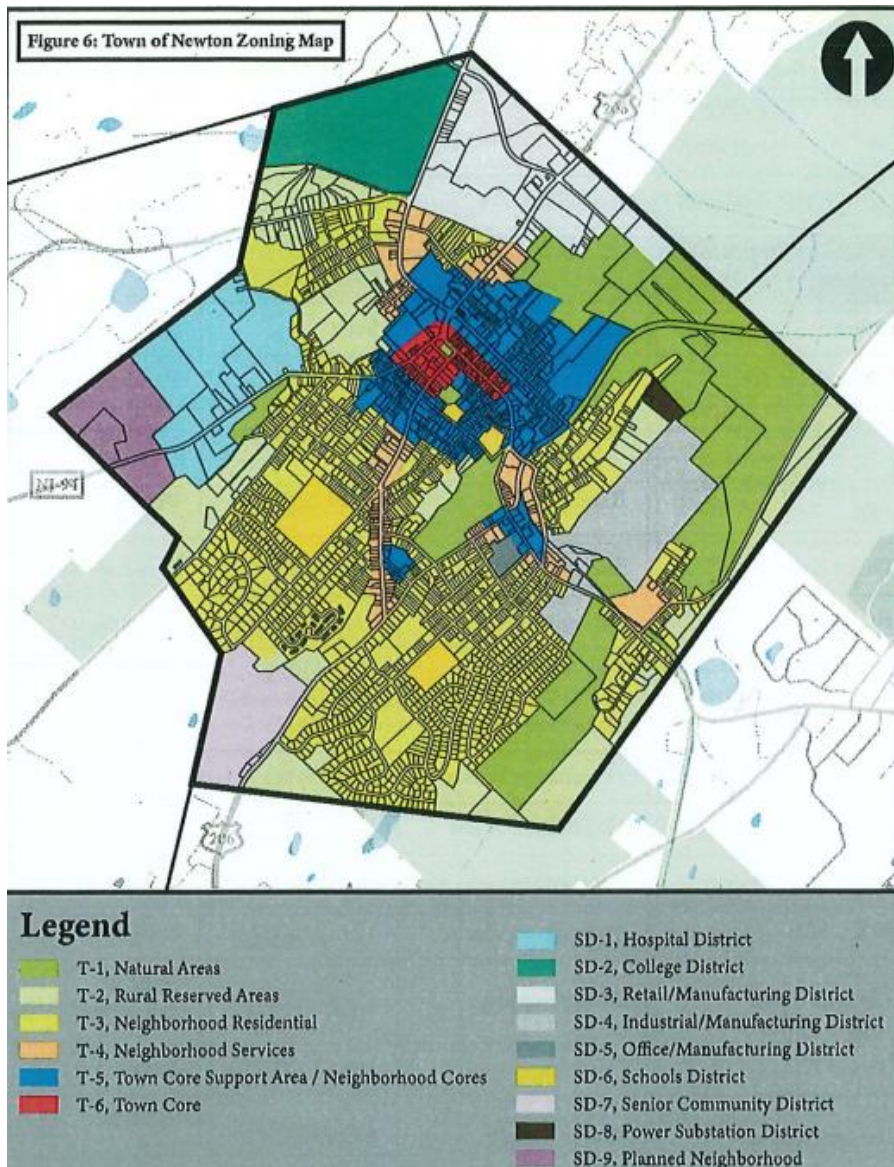 Figure 6: Town of Newton Zoning Map
206
NJ-94
206
Legend
T-1, Natural Areas
T-2, Rural Reserved Areas
T-3, Neighborhood Residential
T-4, Neighborhood Services
T-5, Town Core Support Area / Neighborhood Cores
T-6, Town Core
SD-1, Hospital District
SD-2, College District
SD-3, Retail/Manufacturing District
SD-4, Industrial/Manufacturing District
SD-5, Office/Manufacturing District
SD-6, Schools District
SD-7, Senior Community District
SD-8, Power Substation District
SD-9, Planned Neighborhood